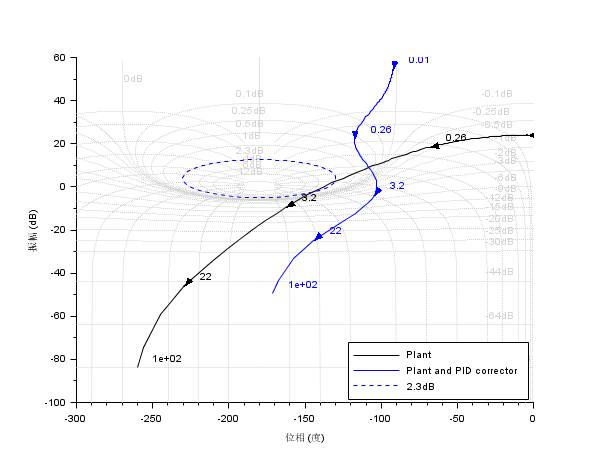 60
40
20
0
-20
-40
-60
-80
-100
-300
-250
-200
-150
-100
-50
0
振幅 (dB)
位相 (度)
0dB
0.1dB
0.25dB
0.5dB
1dB
2.3dB
12dB
-0.1dB
-0.25dB
-0.5dB
-6dB
-9dB
-12dB
-15dB
-20dB
-25dB
-30dB
-44dB
-64dB
0.01
0.26
3.2
22
1e+02
0.26
3.2
22
1e+02
Plant
Plant and PID corrector
2.3dB